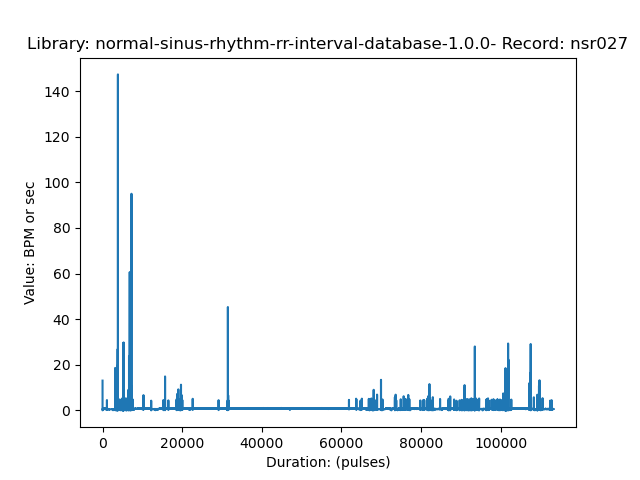 Library: normal-sinus-rhythm-rr-interval-database-1.0.0- Record: nsr027
140
120
100
80
60
40
20
0
Value: BPM or sec
0 20000 40000 60000 80000 100000
Duration: (pulses)